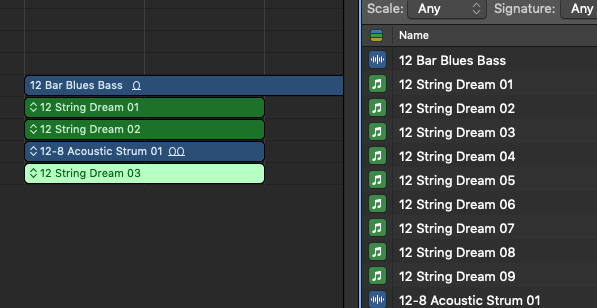 Scale: Any Signature: Any
Name
12 Bar Blues Bass
12 String Dream 01
12 String Dream 02
12-8 Acoustic Strum 01
12 String Dream 03
12 Bar Blues Bass
12 String Dream 01
12 String Dream 02
12 String Dream 03
12 String Dream 04
12 String Dream 05
12 String Dream 06
12 String Dream 07
12 String Dream 08
12 String Dream 09
12-8 Acoustic Strum 01